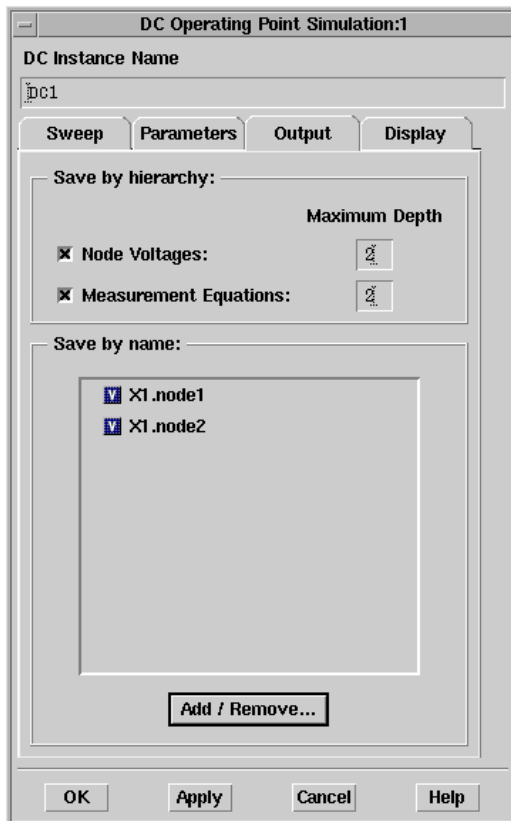 DC Operating Point Simulation:1
DC Instance Name
DC1
Sweep Parameters Output Display
Save by hierarchy:
Maximum Depth
Node Voltages: 2
Measurement Equations: 2
Save by name:
V X1.node1
V X1.node2
Add / Remove...
OK Apply Cancel Help